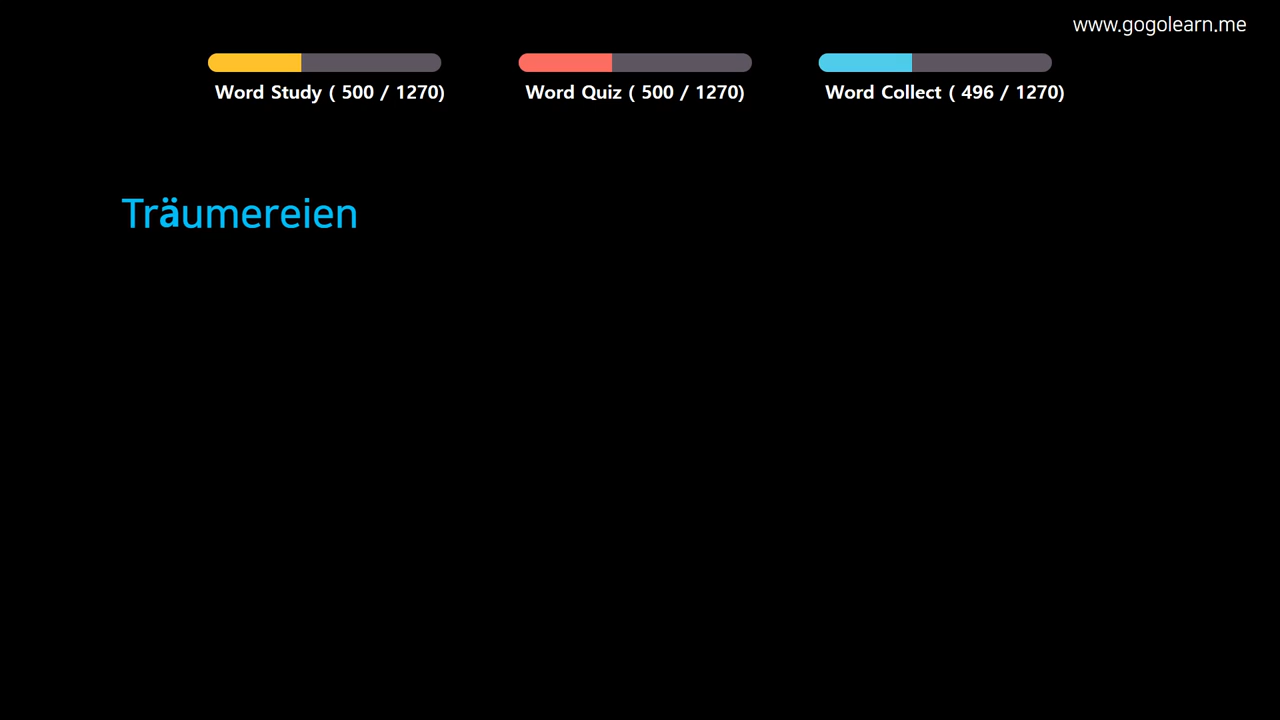 www.gogolearn.me
Word Study ( 500 / 1270)
Word Quiz ( 500 / 1270)
Word Collect ( 496 / 1270)
Träumereien